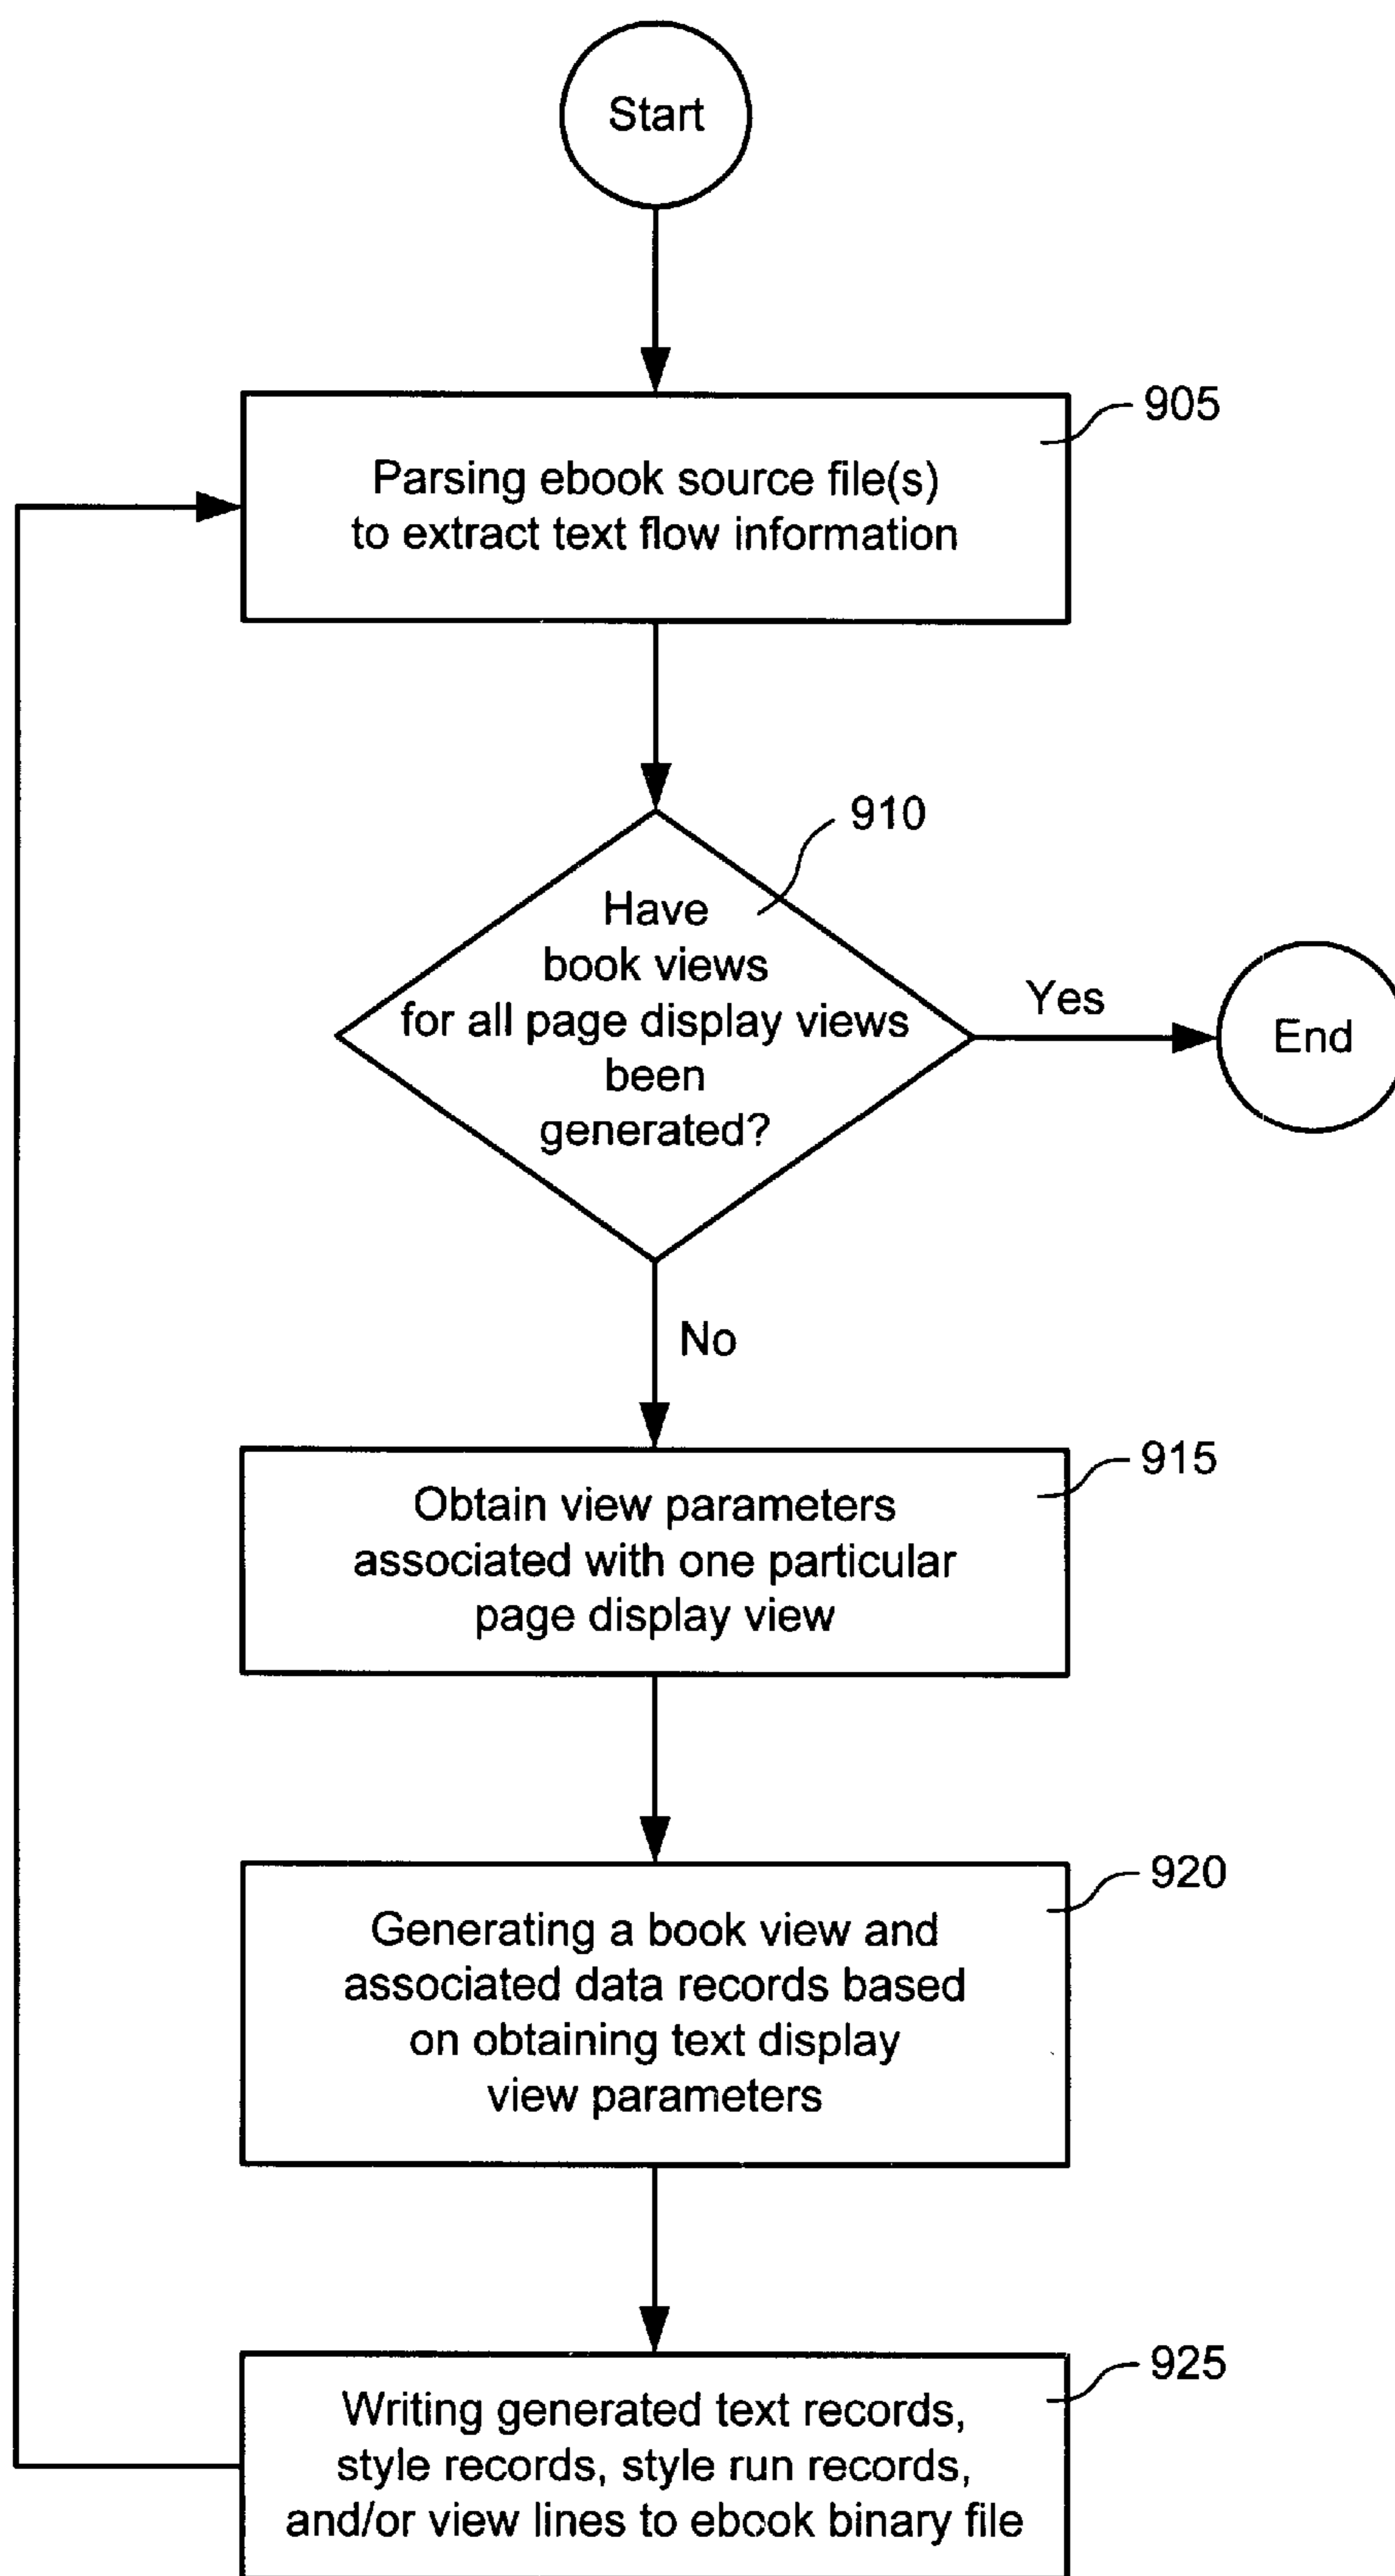 Start
905
Parsing ebook source file(s)
to extract text flow information
910
Have
book views
for all page display views
been
generated?
Yes
End
No
915
Obtain view parameters
associated with one particular
page display view
920
Generating a book view and
associated data records based
on obtaining text display
view parameters
925
Writing generated text records,
style records, style run records,
and/or view lines to ebook binary file